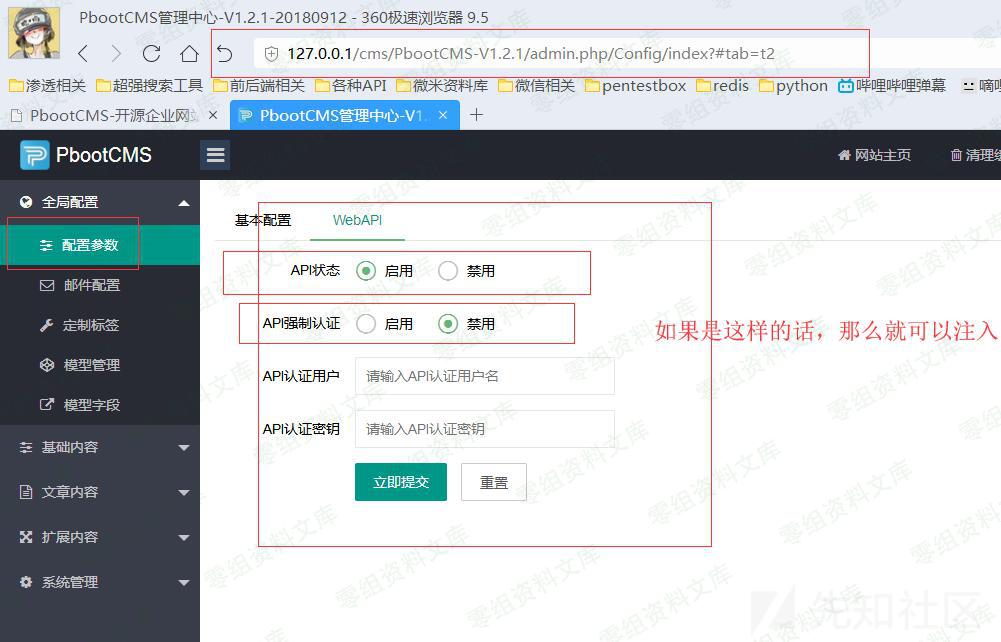 PbootCMS管理中心-V1.2.1-20180912 - 360极速浏览器 9.5
127.0.0.1/cms/PbootCMS-V1.2.1/admin.php/Config/index?#tab=t2
渗透相关 超强搜索工具 前后端相关 各种API 微米资料库 微信相关 pentestbox redis python 哔哩哔哩弹幕 嘀
PbootCMS-开源企业网 × PbootCMS管理中心-V1. ×
PbootCMS 网站主页 清理
全局配置
基本配置 WebAPI
配置参数
API状态 启用 禁用
邮件配置
API强制认证 启用 禁用
定制标签
如果是这样的话，那么就可以注入
模型管理
API认证用户 请输入API认证用户名
模型字段
API认证密钥 请输入API认证密钥
基础内容
立即提交 重置
文章内容
扩展内容
系统管理
零组资料文库
先知社区